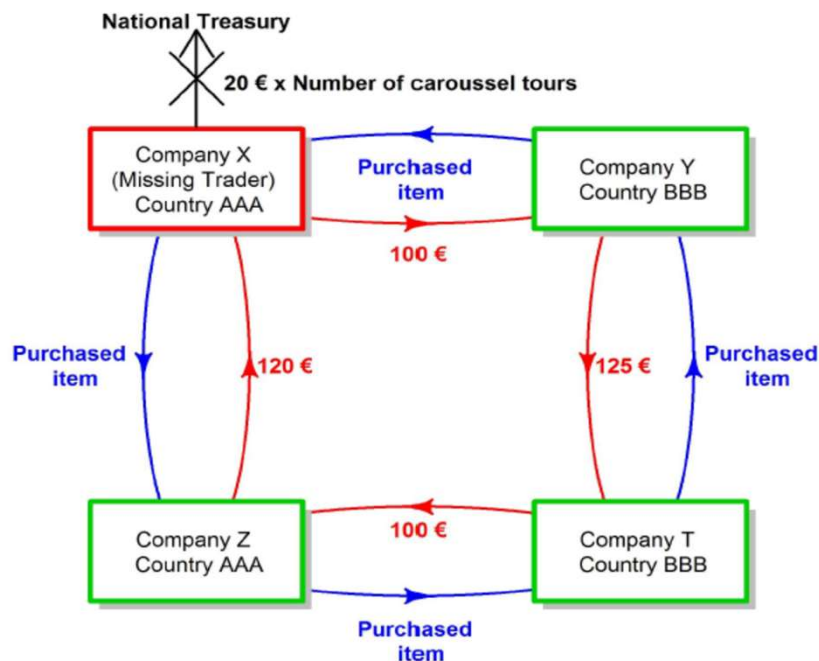 National Treasury
20 € x Number of caroussel tours
Company X
(Missing Trader)
Country AAA
Purchased
item
100 €
Company Y
Country BBB
Purchased
item
120 €
125 €
Purchased
item
Company Z
Country AAA
100 €
Purchased
item
Company T
Country BBB